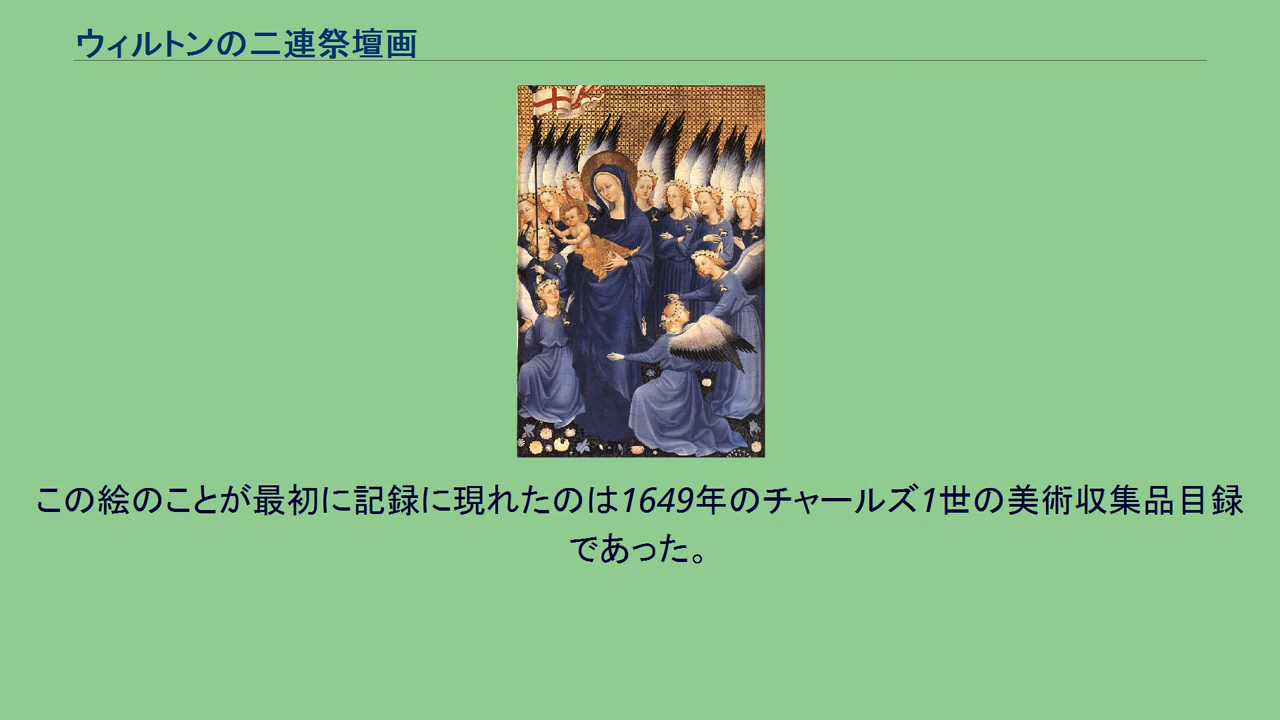 ウィルトンの二連祭壇画
この絵のことが最初に記録に現れたのは1649年のチャールズ1世の美術収集品目録
であった。